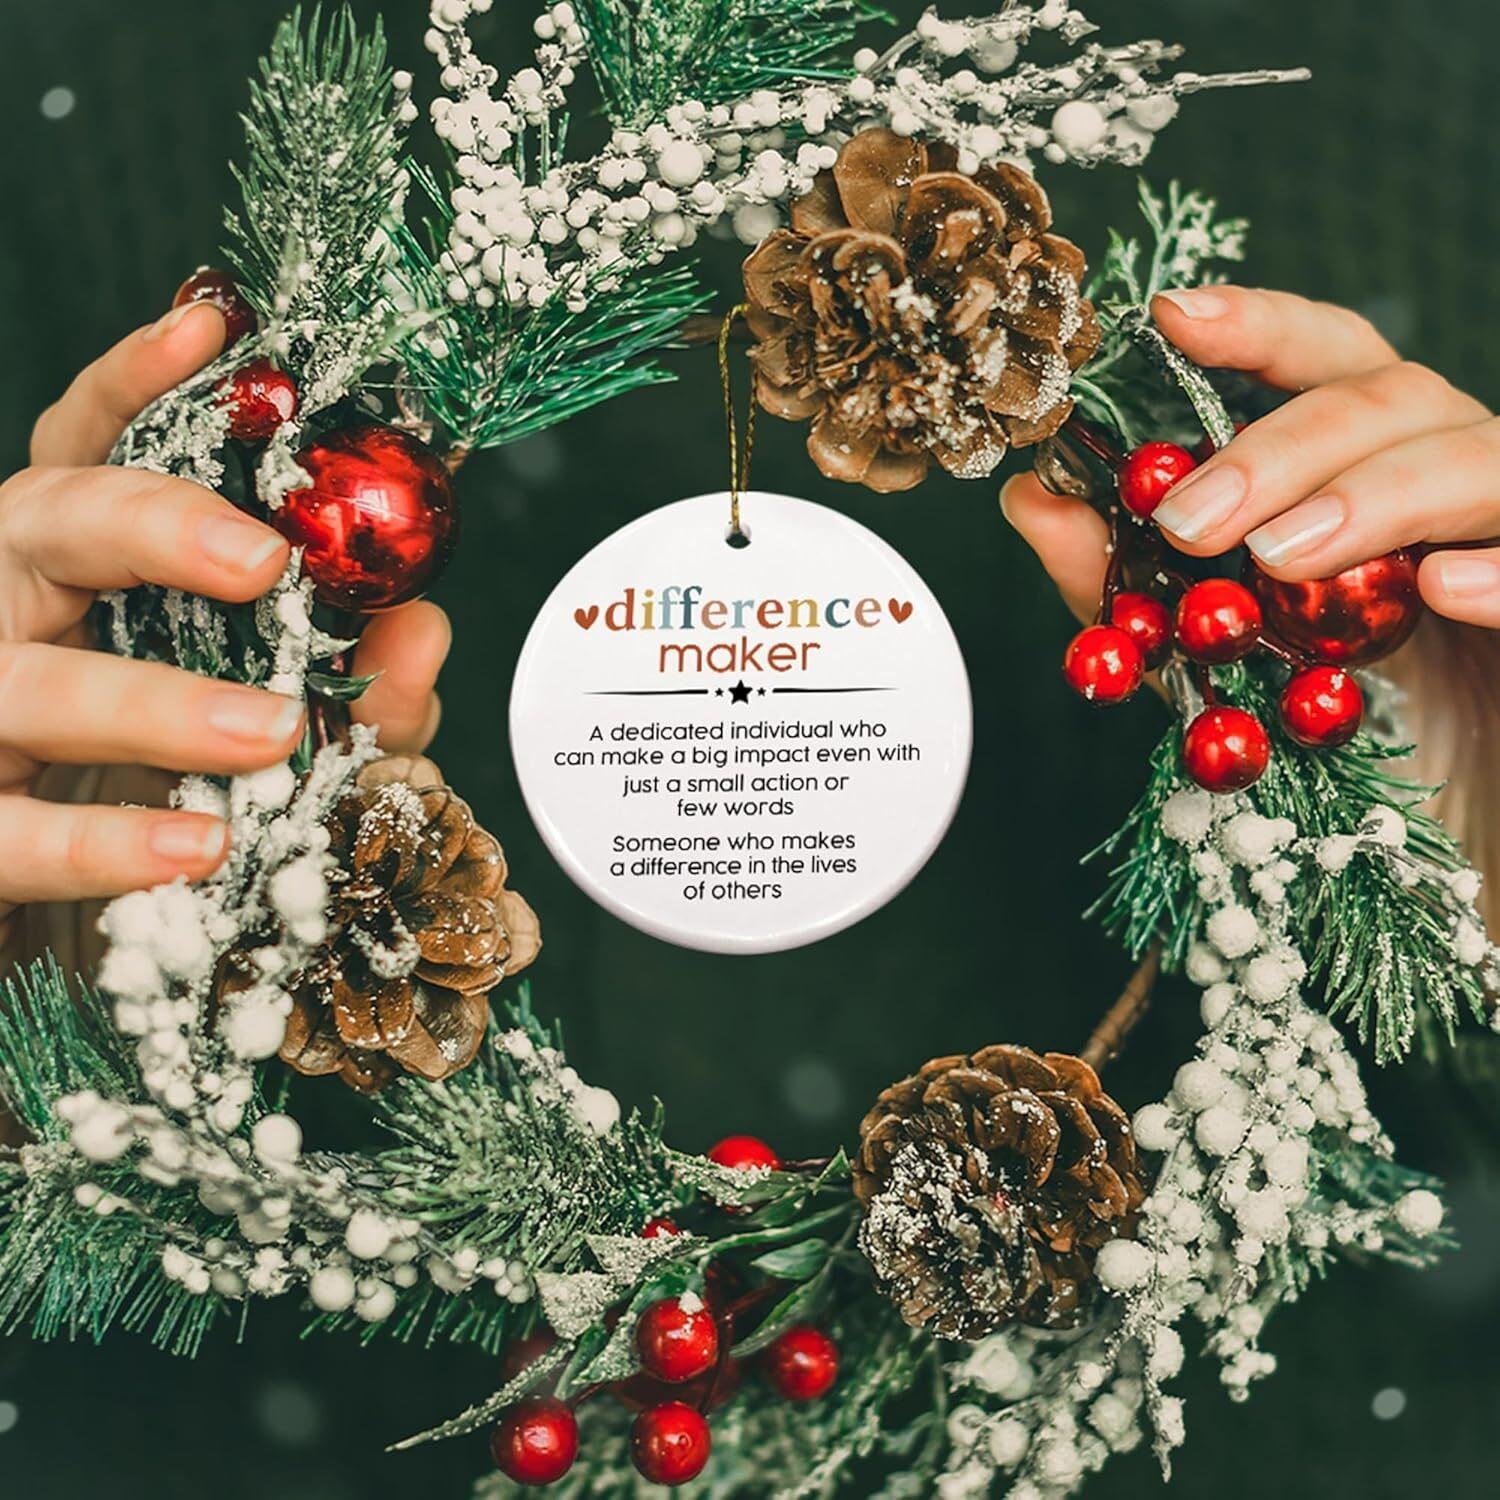 difference
maker
A dedicated individual who
can make a big impact even with
just a small action or
few words
Someone who makes
a difference in the lives
of others